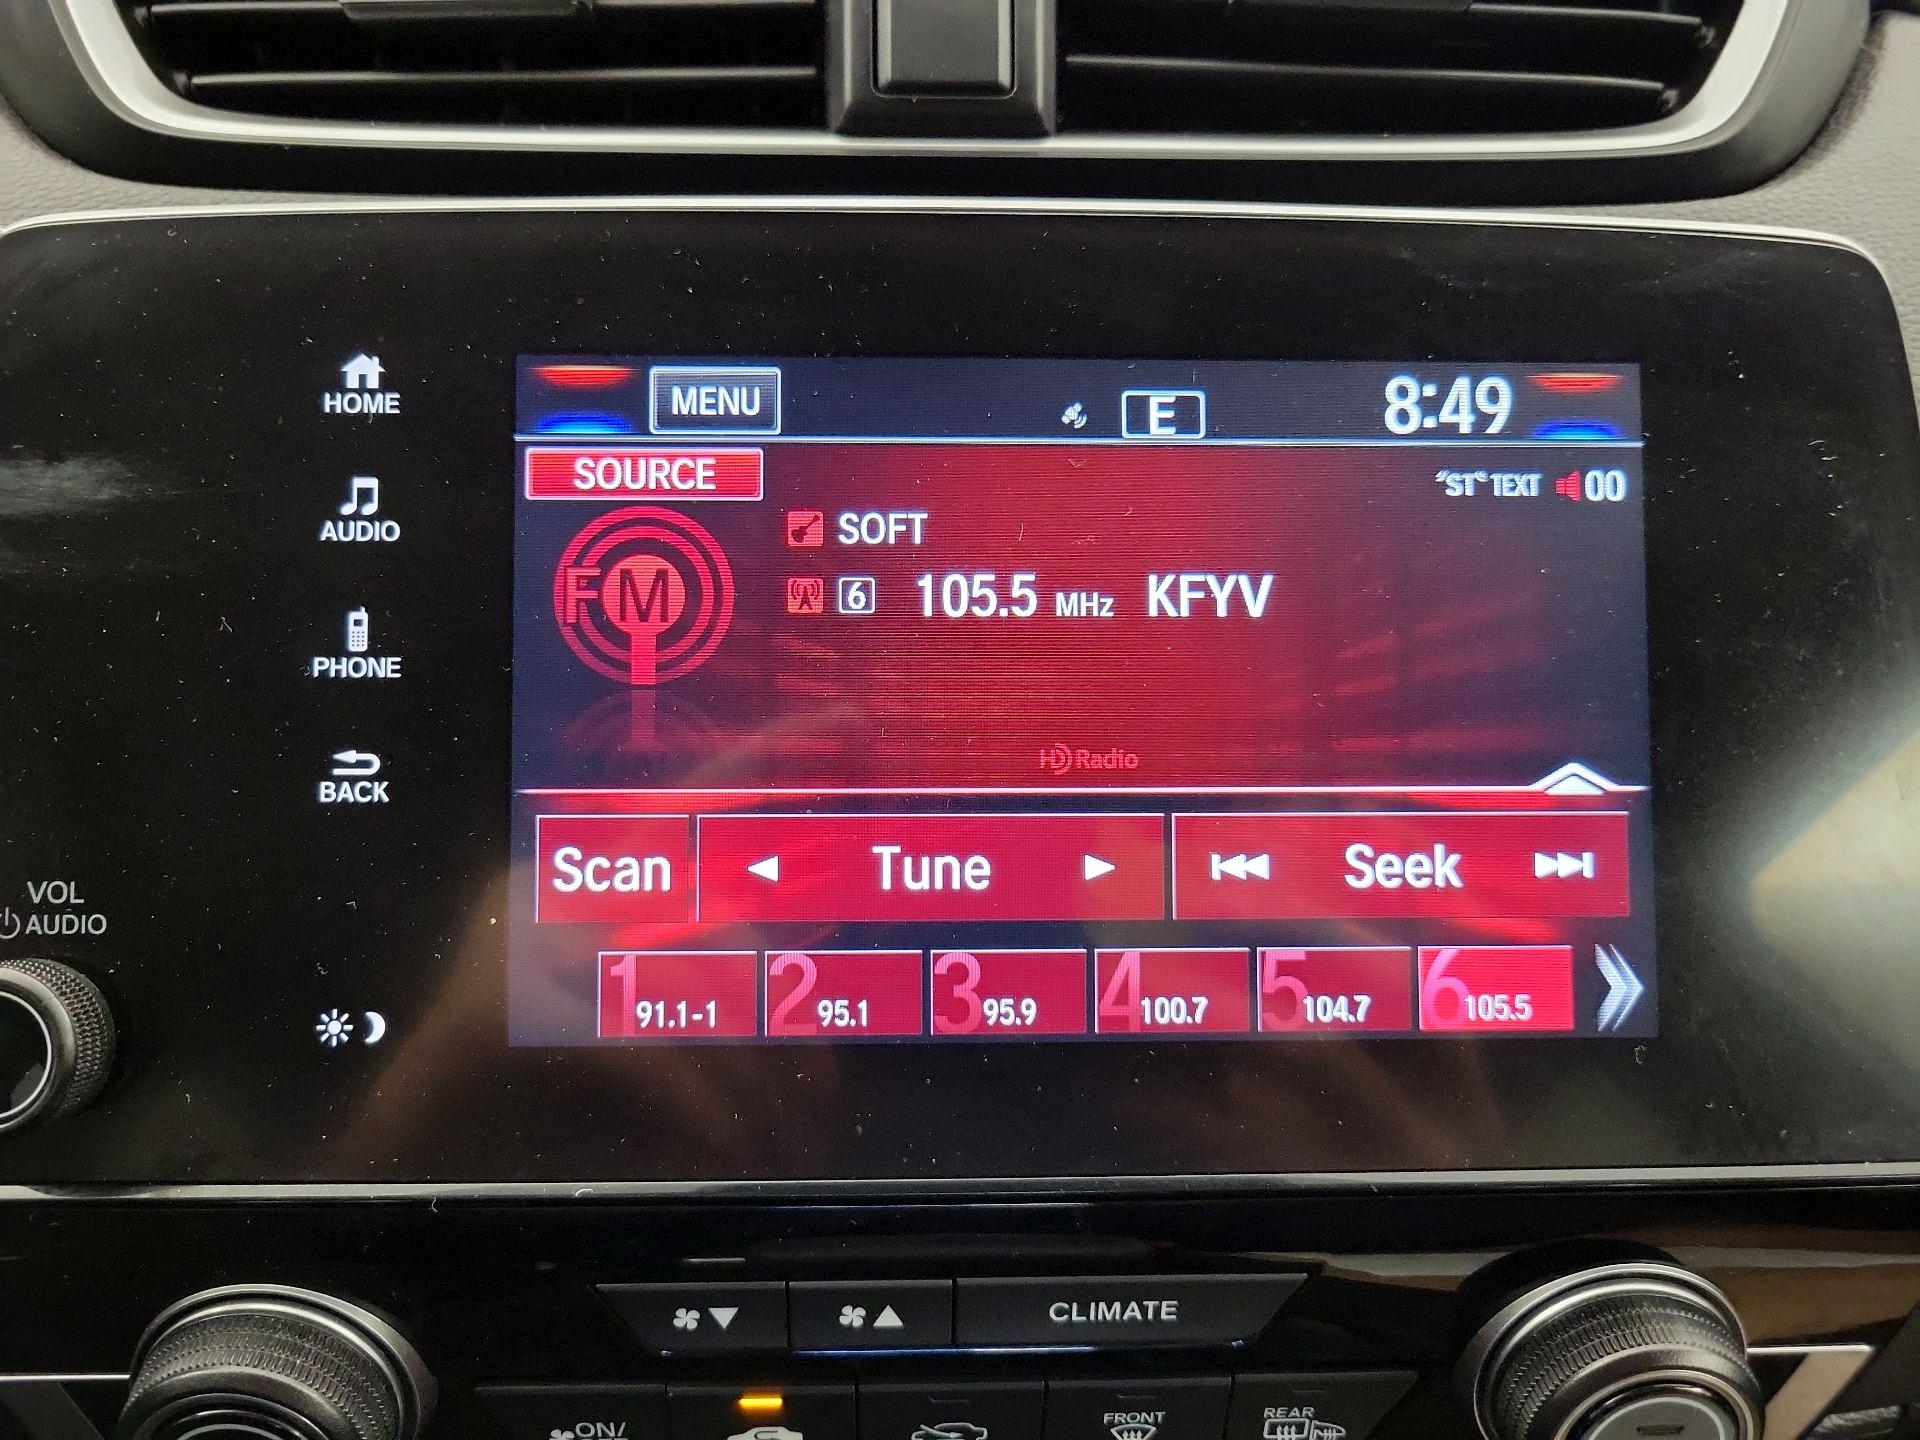 HOME
AUDIO
PHONE
BACK
VOL
AUDIO
MENU
E
8:49
SOURCE
"ST" TEXT 00
FM
SOFT
6 105.5 MHz KFYV
HD Radio
Scan Tune Seek
1 91.1-1
2 95.1
3 95.9
4 100.7
5 104.7
6 105.5
CLIMATE
ON/
FRONT
REAR